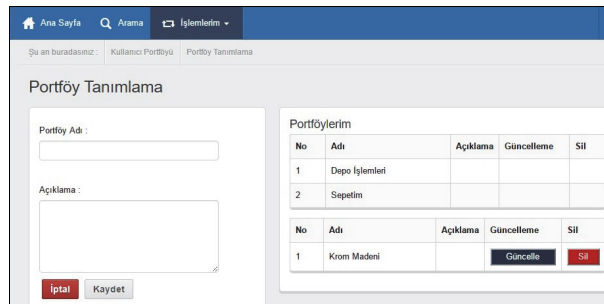 Ana Sayfa Arama İşlemlerim
Şu an buradasınız : Kullanıcı Portföyü Portföy Tanımlama
Portföy Tanımlama
Portföy Adı :
Açıklama :
İptal Kaydet
Portföylerim
No Adı Açıklama Güncelleme Sil
1 Depo İşlemleri
2 Sepetim
No Adı Açıklama Güncelleme Sil
1 Krom Madeni Güncelle Sil